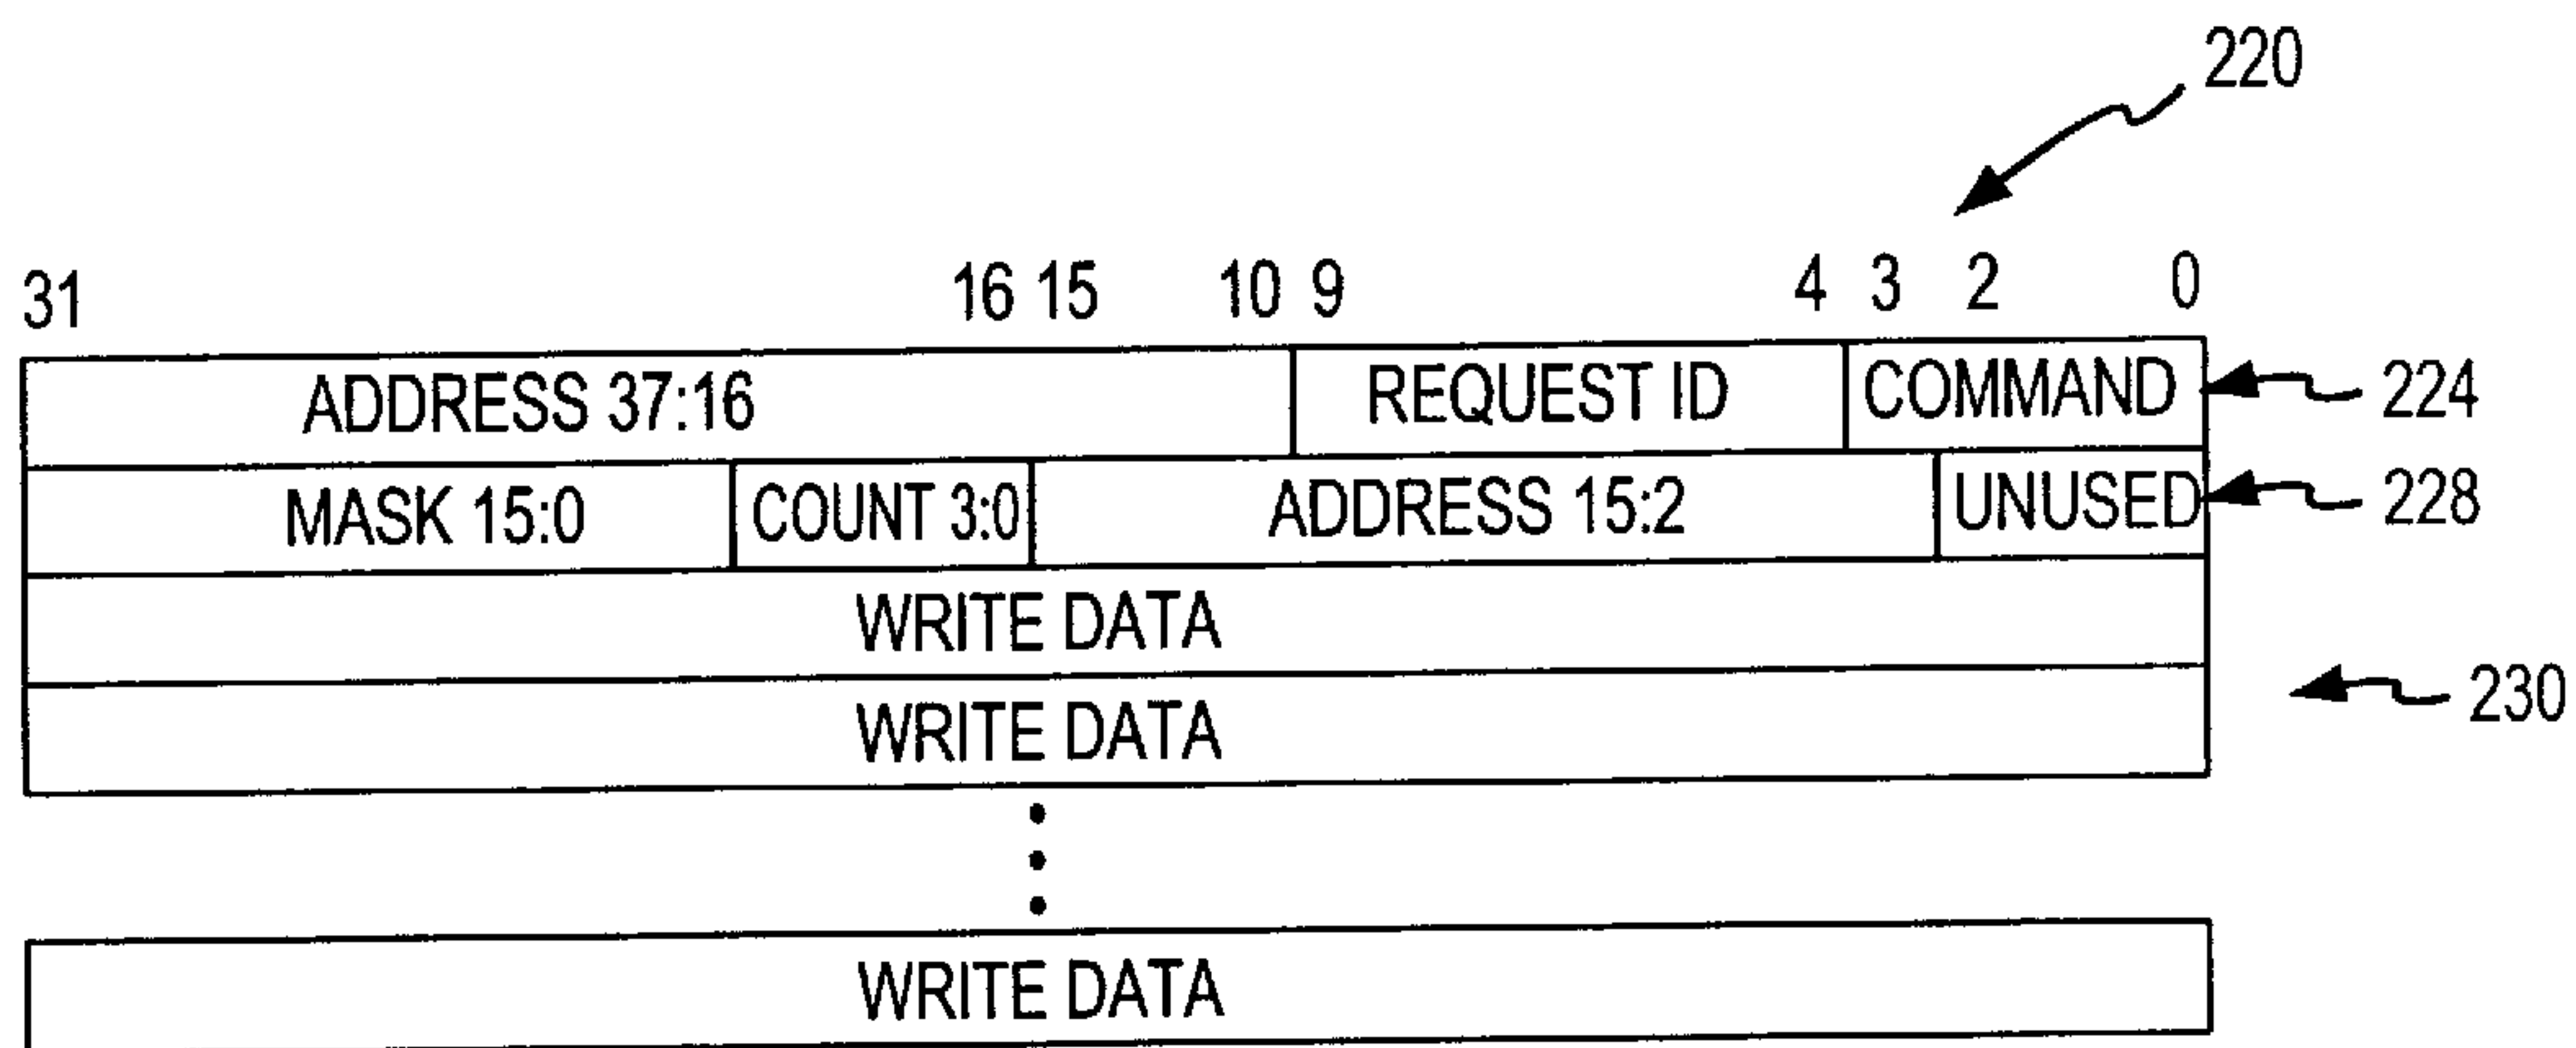 220
31 16 15 10 9 4 3 2 0
ADDRESS 37:16 REQUEST ID COMMAND 224
MASK 15:0 COUNT 3:0 ADDRESS 15:2 UNUSED 228
WRITE DATA
WRITE DATA 230
WRITE DATA